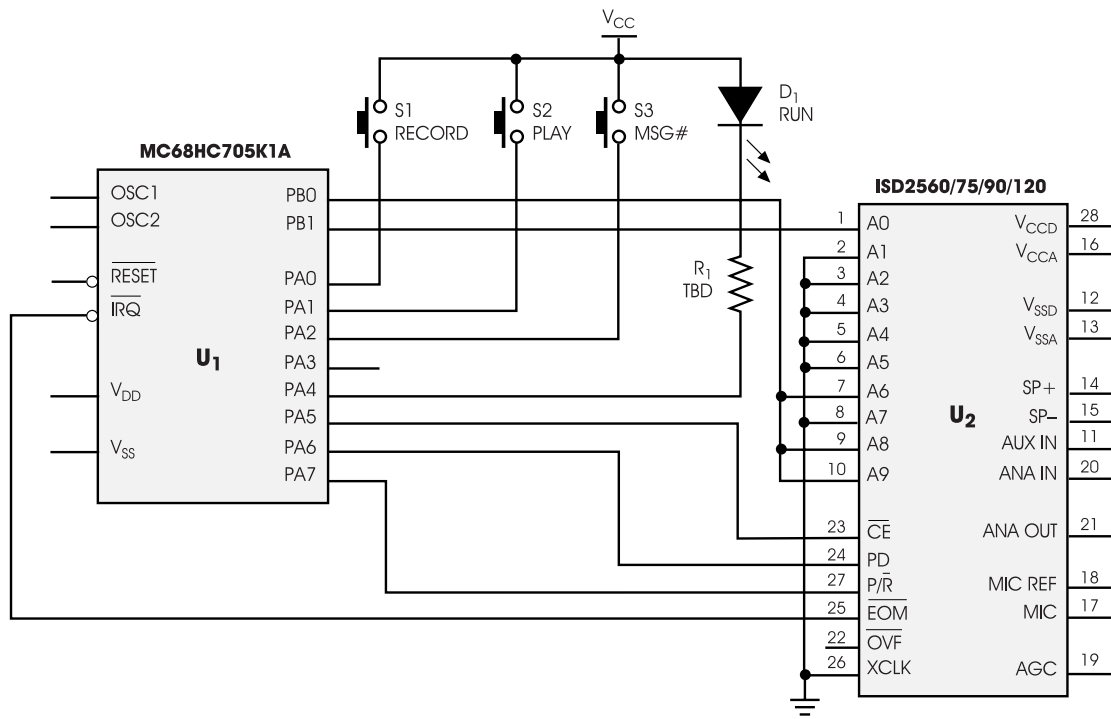 VCC
S1
RECORD
S2
PLAY
S3
MSG#
D1
RUN
R1
TBD
MC68HC705K1A
OSC1
OSC2
RESET
IRQ
VDD
VSS
U1
PB0
PB1
PA0
PA1
PA2
PA3
PA4
PA5
PA6
PA7
ISD2560/75/90/120
1 A0
2 A1
3 A2
4 A3
5 A4
6 A5
7 A6
8 A7
9 A8
10 A9
23 CE
24 PD
27 P/R̄
25 EOM
22 OVF
26 XCLK
U2
VCCD 28
VCCA 16
VSSD 12
VSSA 13
SP+ 14
SP– 15
AUX IN 11
ANA IN 20
ANA OUT 21
MIC REF 18
MIC 17
AGC 19